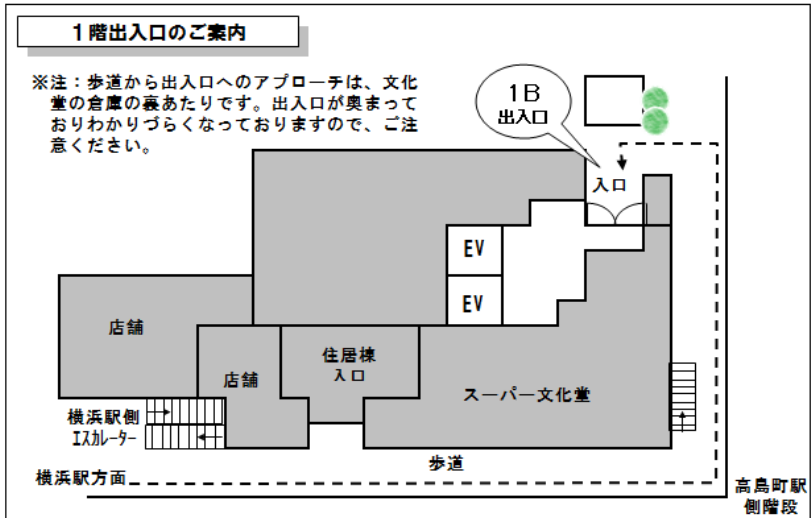 1階出入口のご案内
※注：歩道から出入口へのアプローチは、文化
堂の倉庫の裏あたりです。出入口が奥まって
おりわかりづらくなっておりますので、ご注
意ください。
1B
出入口
入口
EV
EV
店舗
店舗
住居棟
入口
スーパー文化堂
横浜駅側
エスカレーター
歩道
横浜駅方面
高島町駅
側階段